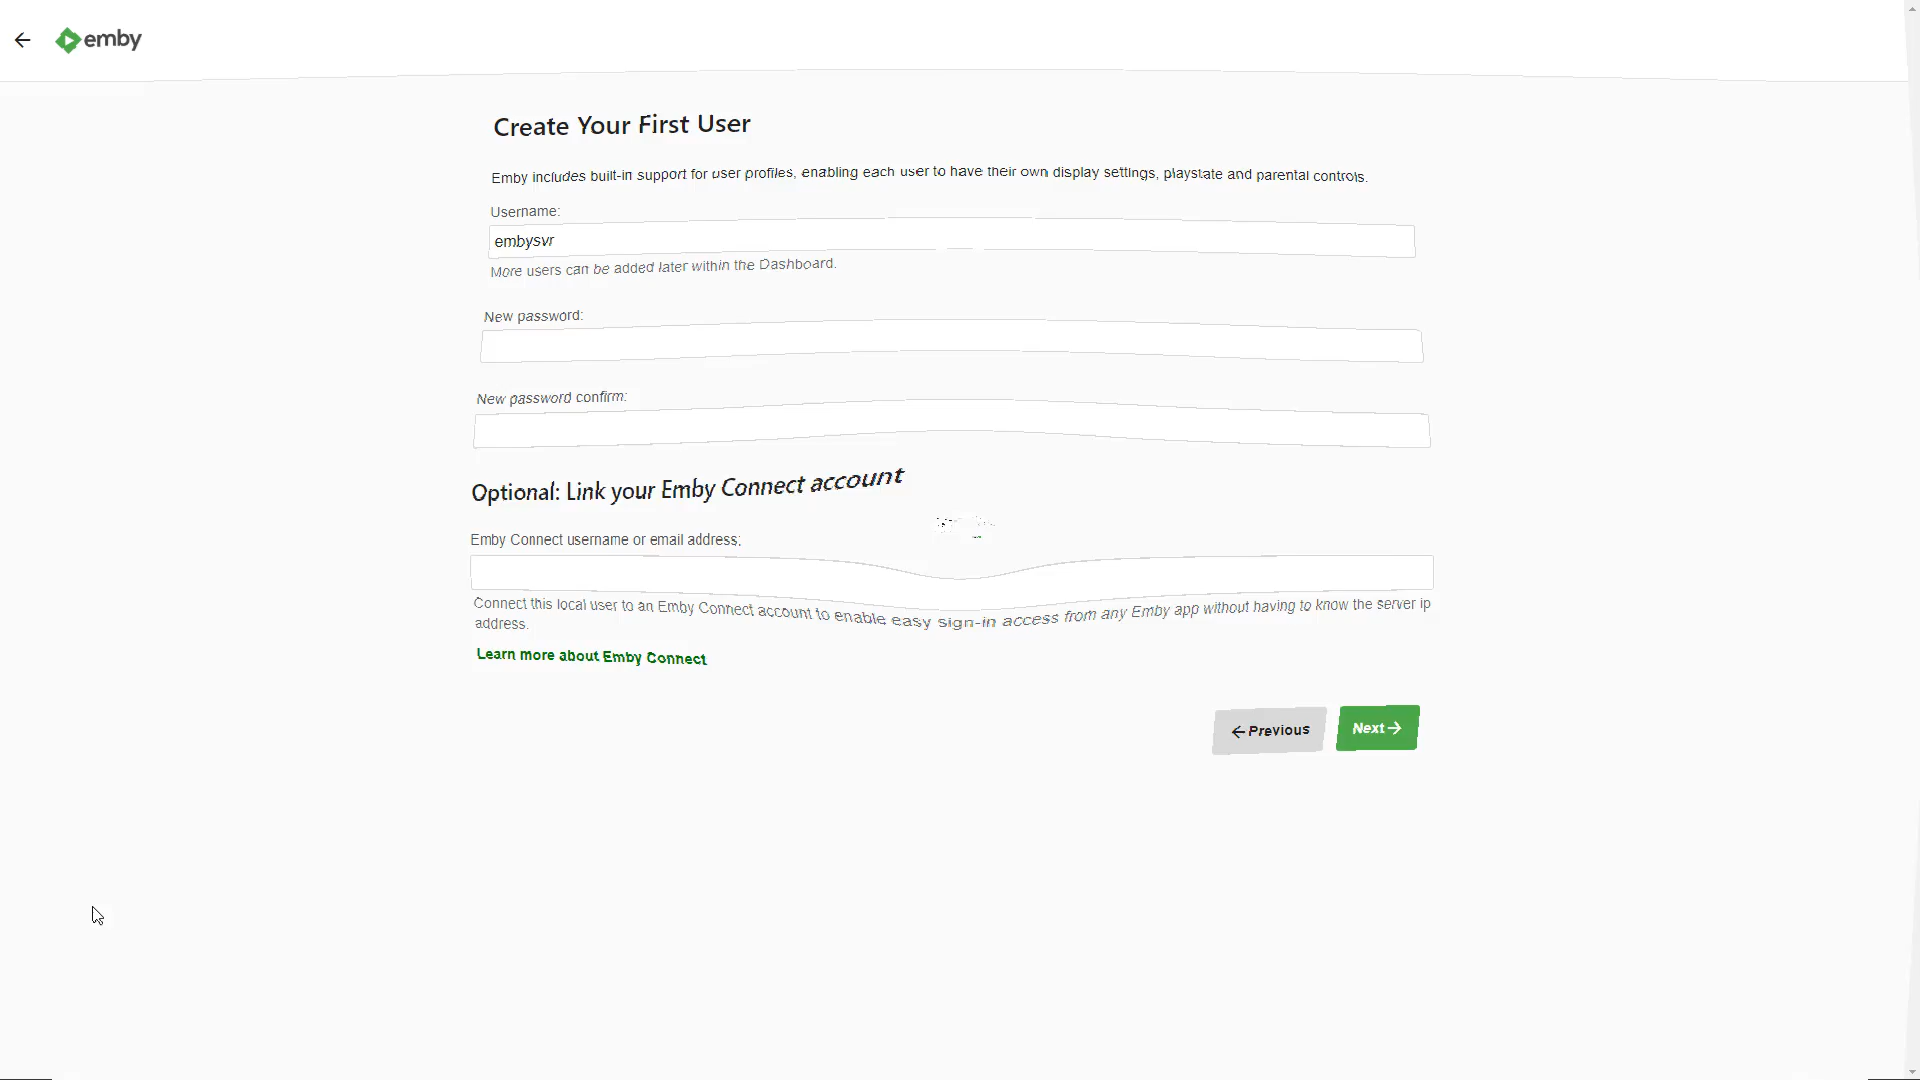 emby
Create Your First User
Emby includes built-in support for user profiles, enabling each user to have their own display settings, playstate and parental controls.
Username:
embysvr
More users can be added later within the Dashboard.
New password:
New password confirm:
Optional: Link your Emby Connect account
Emby Connect username or email address:
Connect this local user to an Emby Connect account to enable easy sign-in access from any Emby app without having to know the server ip
address.
Learn more about Emby Connect
Previous Next